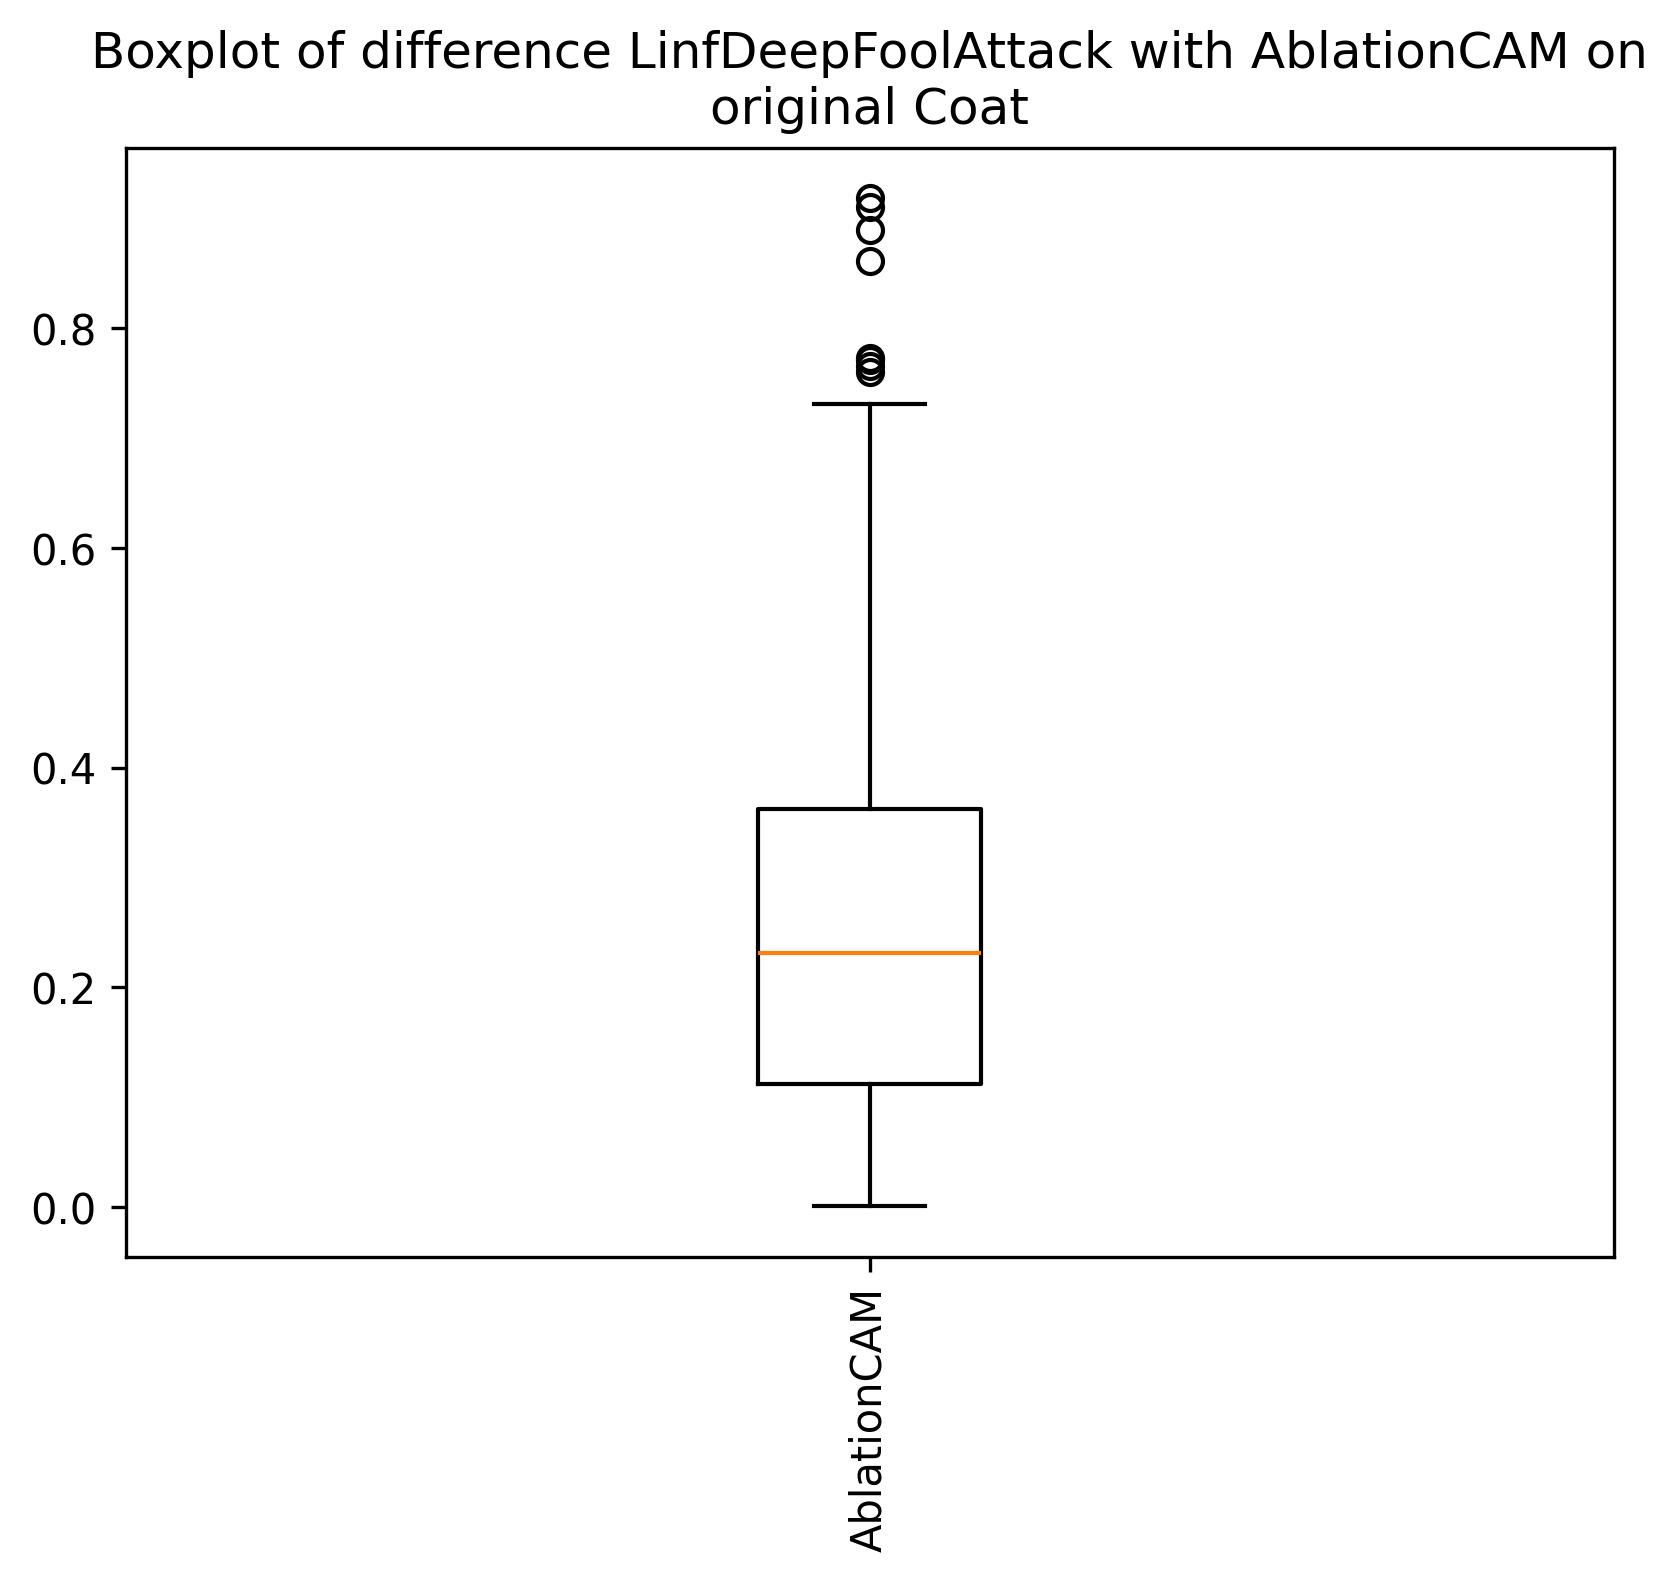 Boxplot of difference LinfDeepFoolAttack with AblationCAM on
original Coat
0.8
0.6
0.4
0.2
0.0
AblationCAM